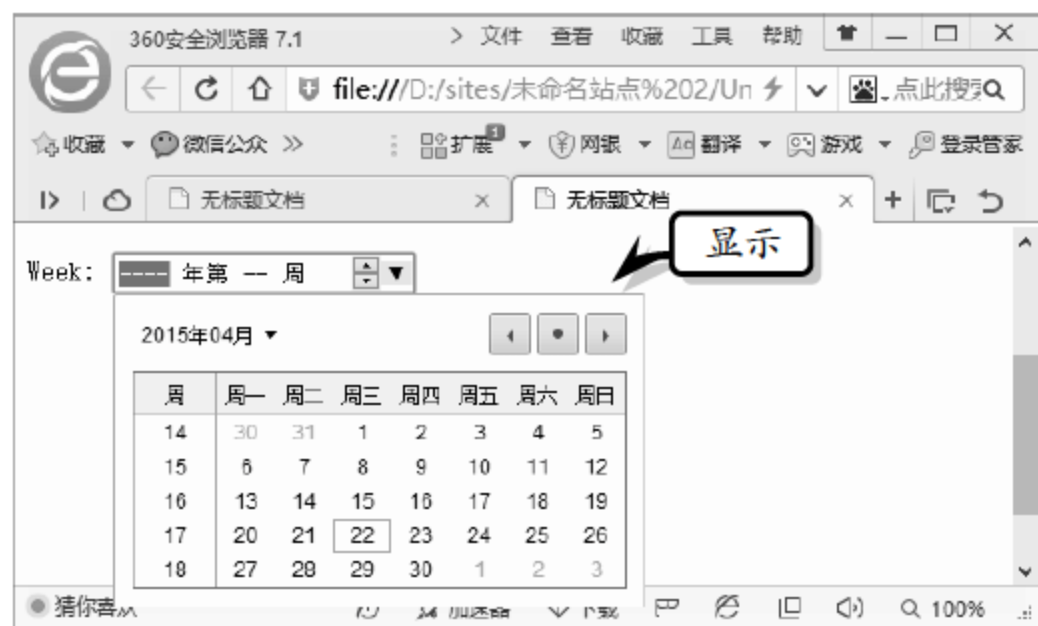 360安全浏览器 7.1 > 文件 查看 收藏 工具 帮助
file:///D:/sites/未命名站点%202/Un 点此搜
收藏 微信公众 >> 扩展 1 网银 Aa 翻译 游戏 登录管家
无标题文档 × 无标题文档 × +
显示
Week: ---- 年第 -- 周
2015年04月
周 周一 周二 周三 周四 周五 周六 周日
14 30 31 1 2 3 4 5
15 6 7 8 9 10 11 12
16 13 14 15 16 17 18 19
17 20 21 22 23 24 25 26
18 27 28 29 30 1 2 3
猜你喜 加速器 下载 100%